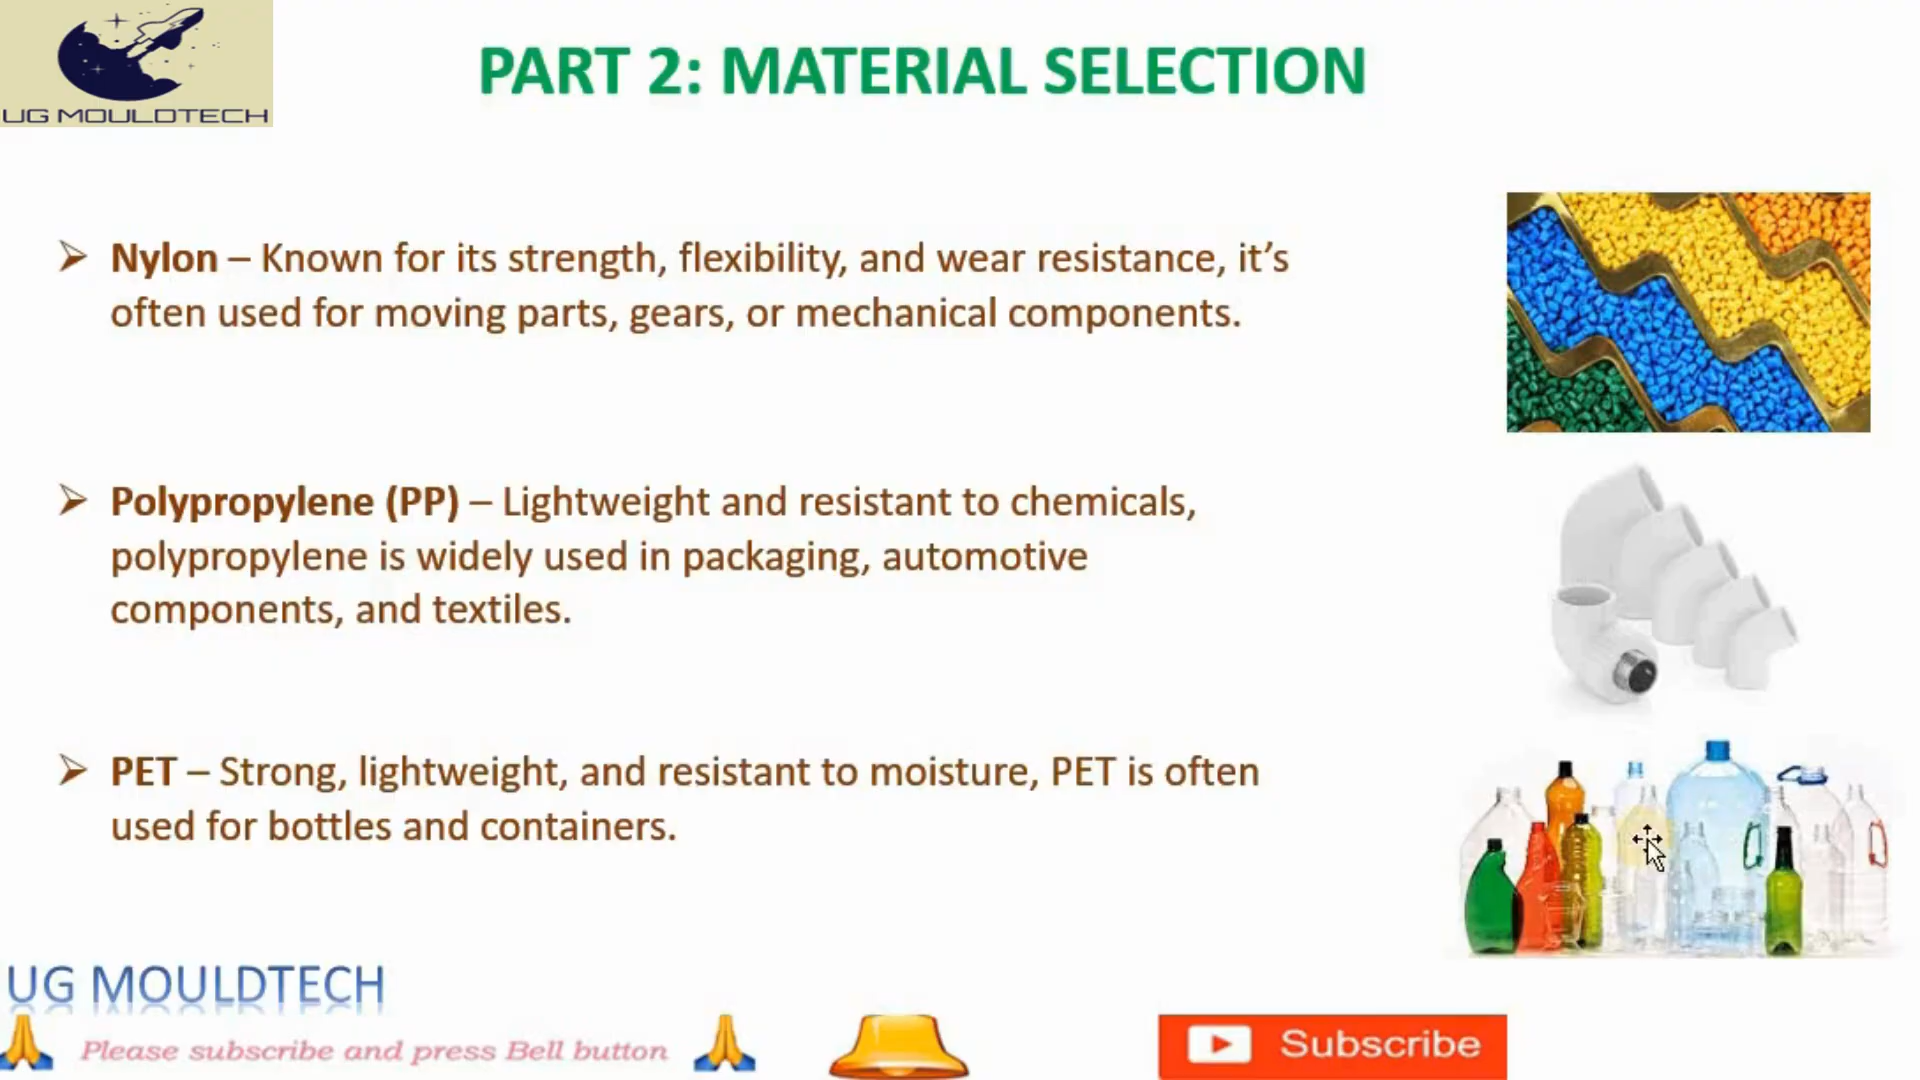 UG MOULDTECH
PART 2: MATERIAL SELECTION
Nylon – Known for its strength, flexibility, and wear resistance, it’s
often used for moving parts, gears, or mechanical components.
Polypropylene (PP) – Lightweight and resistant to chemicals,
polypropylene is widely used in packaging, automotive
components, and textiles.
PET – Strong, lightweight, and resistant to moisture, PET is often
used for bottles and containers.
UG MOULDTECH
Please subscribe and press Bell button
Subscribe